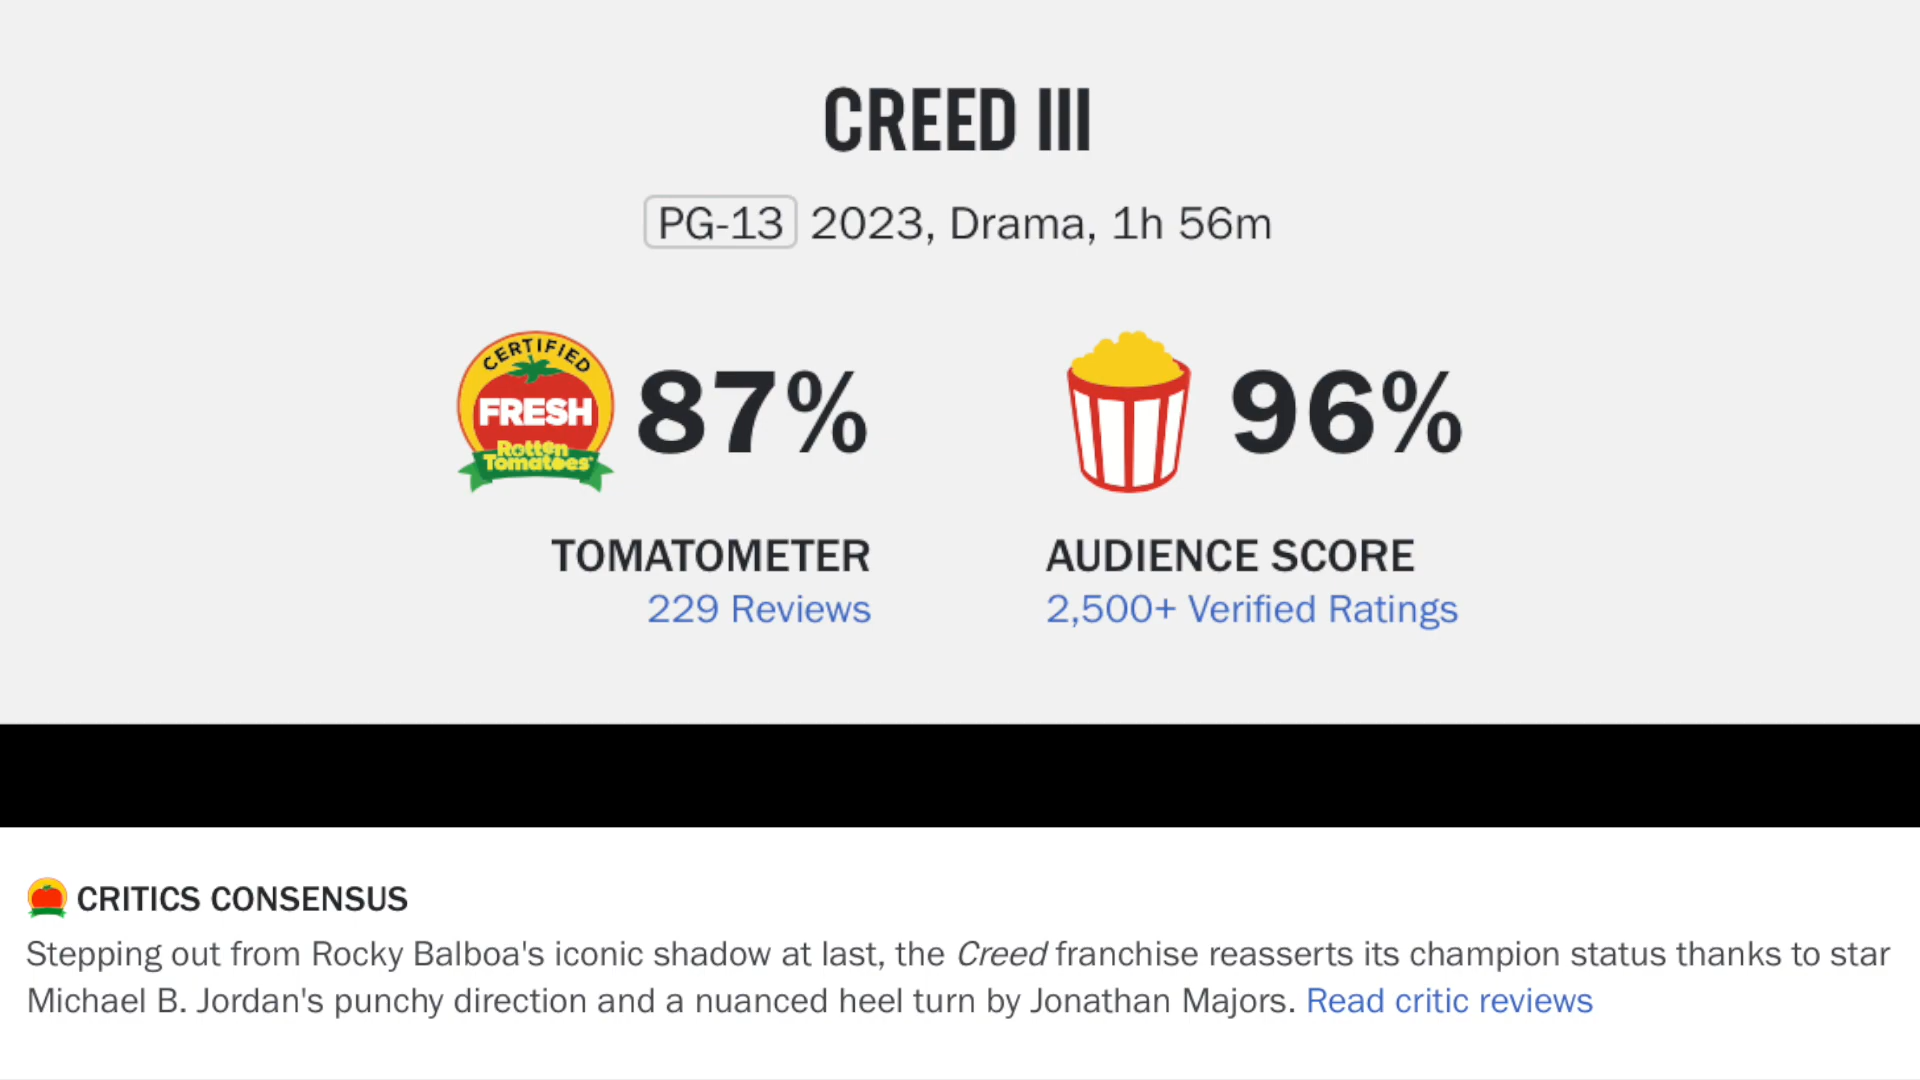 CREED III
PG-13 2023, Drama, 1h 56m
CERTIFIED
FRESH
Rotten
Tomatoes
87%
96%
TOMATOMETER
AUDIENCE SCORE
229 Reviews
2,500+ Verified Ratings
CRITICS CONSENSUS
Stepping out from Rocky Balboa's iconic shadow at last, the Creed franchise reasserts its champion status thanks to star
Michael B. Jordan's punchy direction and a nuanced heel turn by Jonathan Majors. Read critic reviews